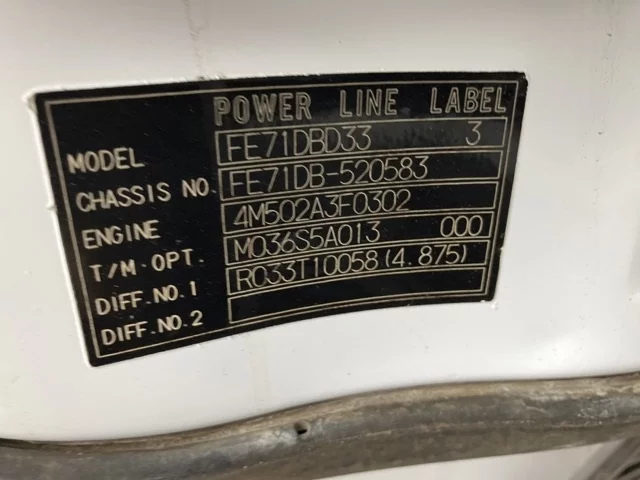 POWER LINE LABEL
MODEL FE71DBD33 3
CHASSIS NO. FE71DB-520583
ENGINE 4M502A3F0302
T/M·OPT. M036S5A013 000
DIFF.NO.1 R033T10058(4.875)
DIFF.NO.2